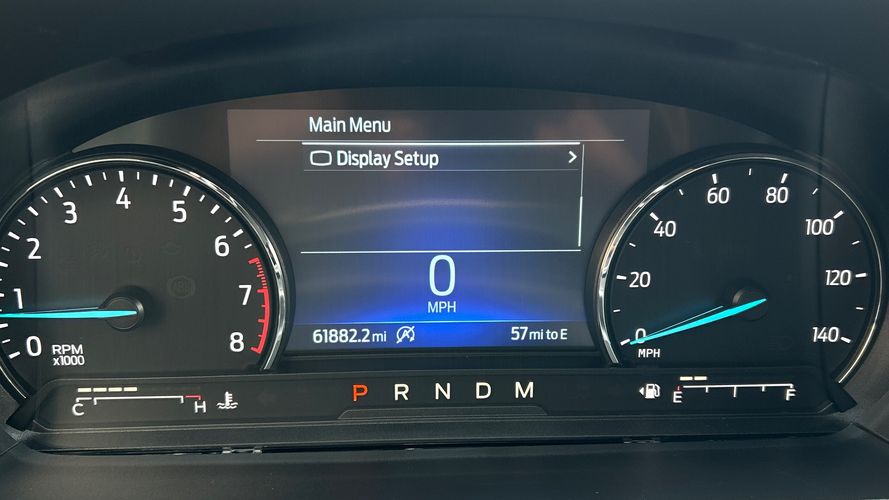 Main Menu
Display Setup
0
MPH
61882.2 mi
57 mi to E
0 1 2 3 4 5 6 7 8
RPM
x1000
0 20 40 60 80 100 120 140
MPH
C H
P R N D M
E F